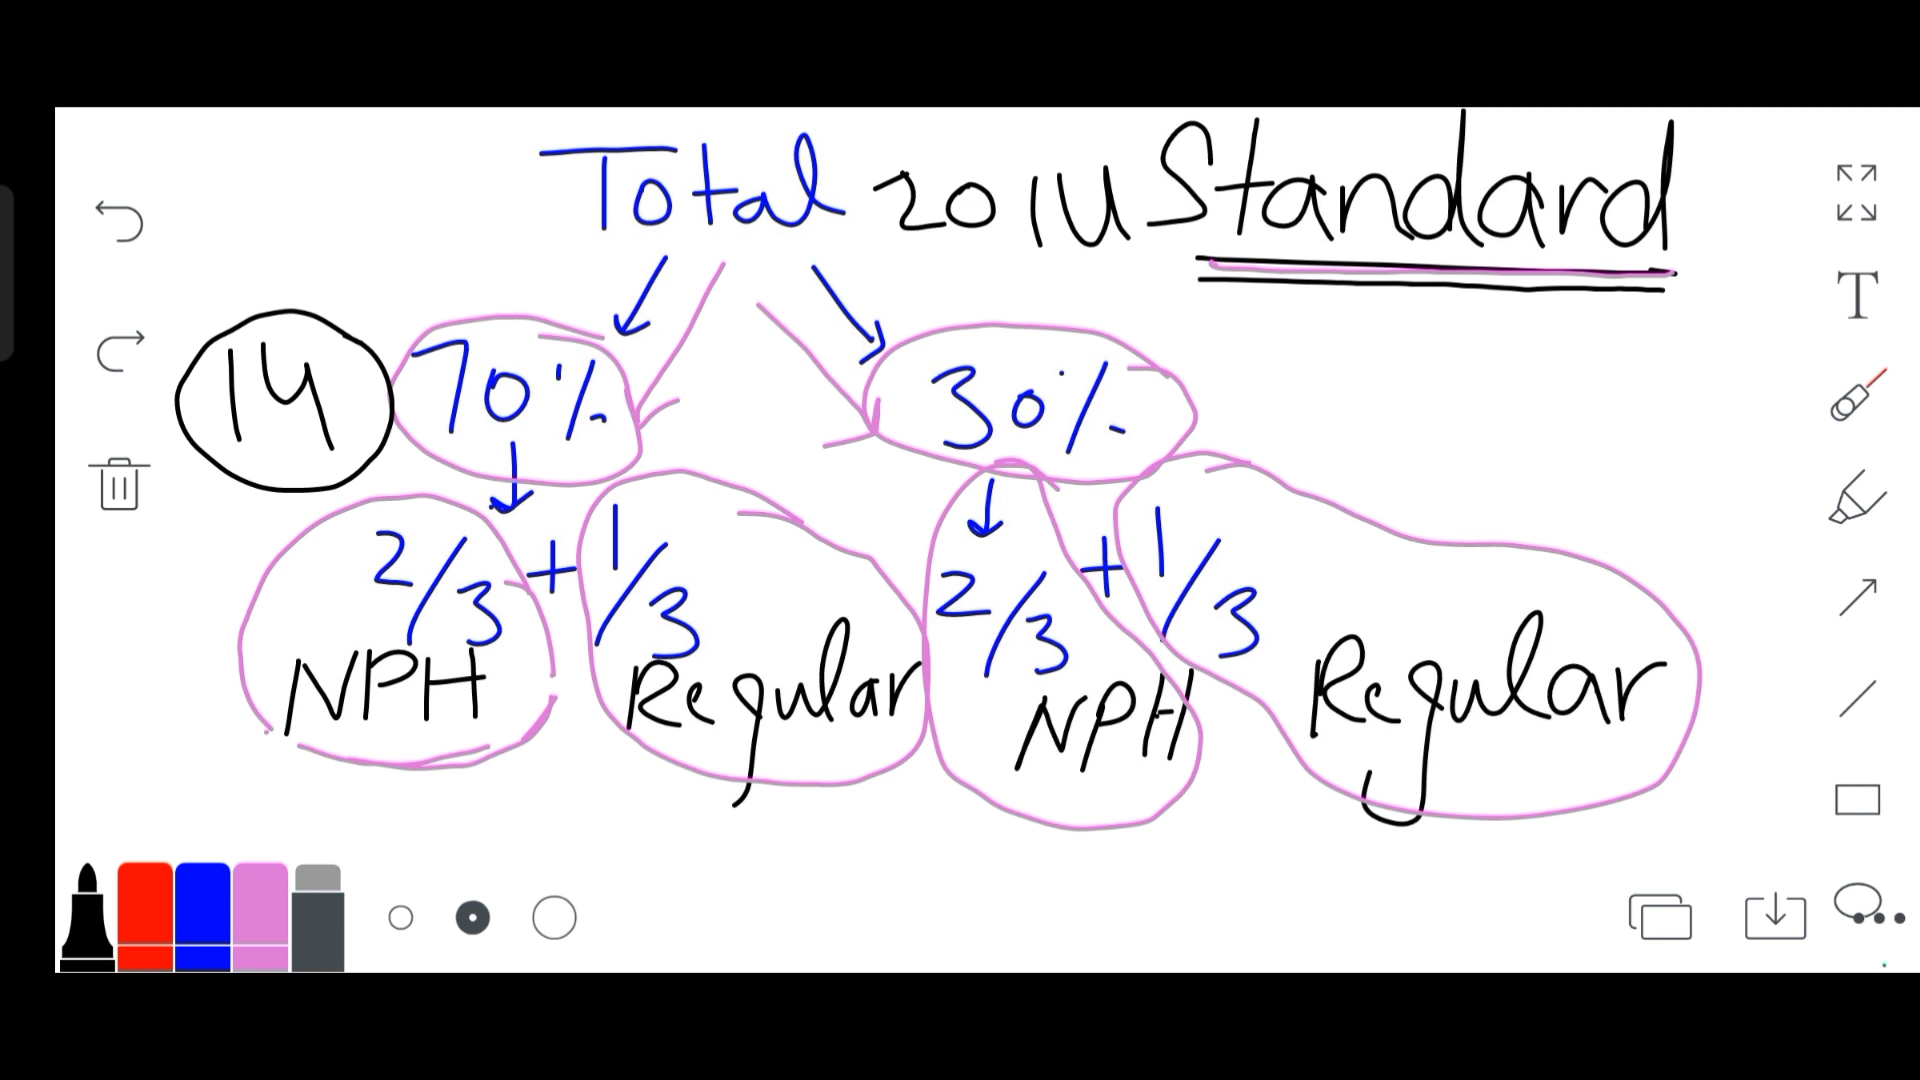 Total 20 IU Standard
14 70% 30%
2/3 + 1/3 2/3 + 1/3
NPH Regular NPH Regular
T